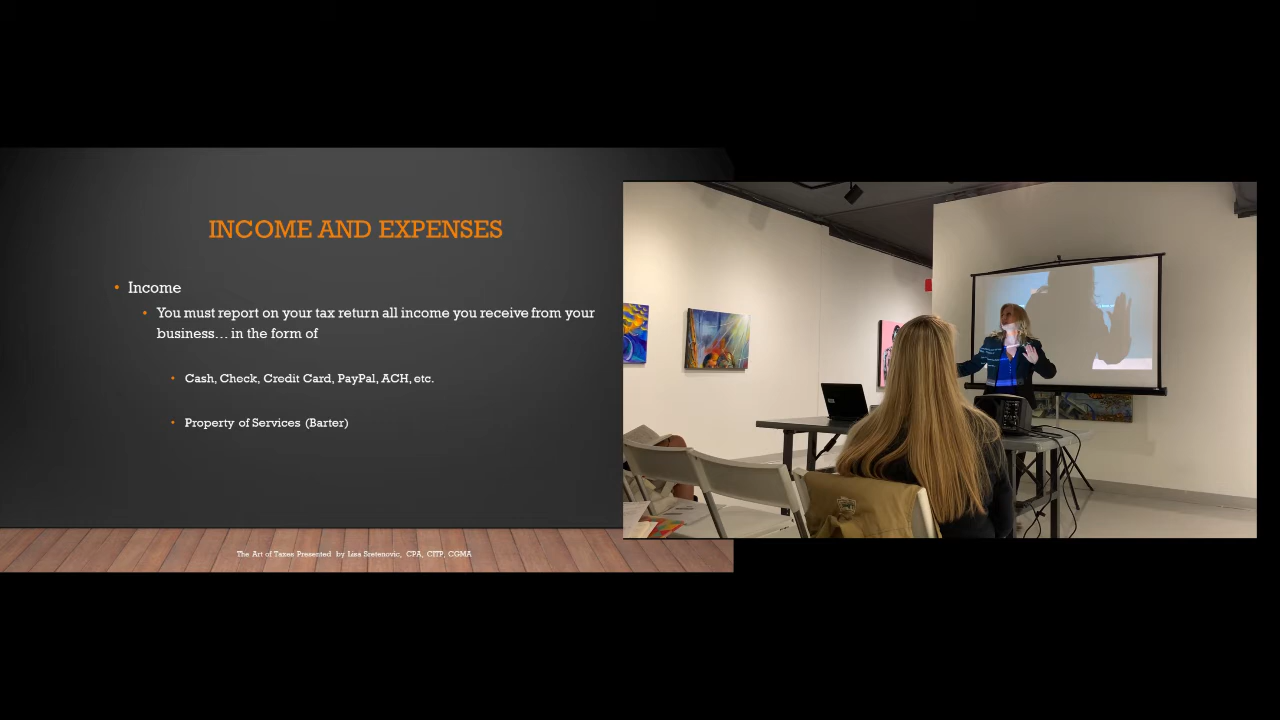 INCOME AND EXPENSES
• Income
• You must report on your tax return all income you receive from your
business… in the form of
• Cash, Check, Credit Card, PayPal, ACH, etc.
• Property of Services (Barter)
The Art of Taxes Presented by Lisa Sretenovic, CPA, CITP, CGMA